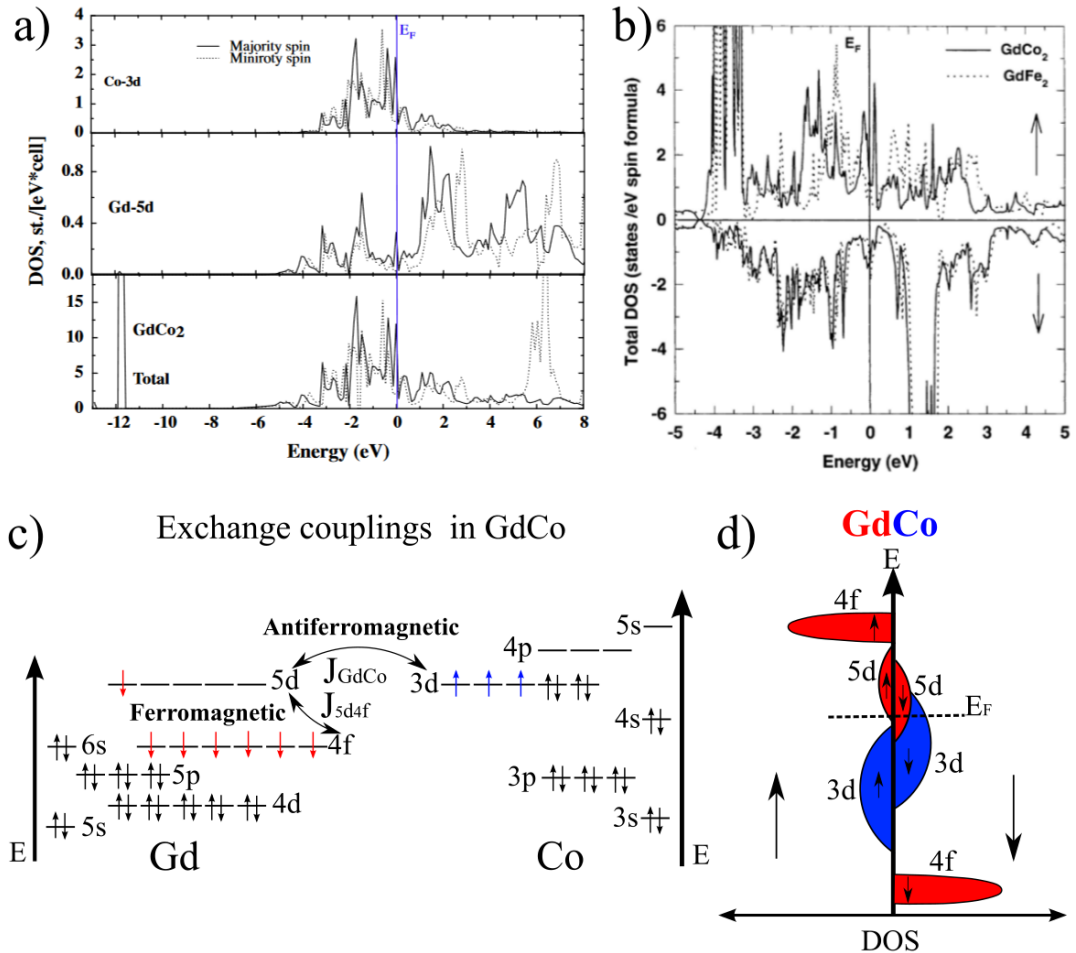 a)
E_F
Majority spin
Miniroty spin
Co-3d
4
3
2
1
0
Gd-5d
0.8
0.4
0.0
DOS, st./[eV*cell]
GdCo2
Total
15
10
5
0
-12 -10 -8 -6 -4 -2 0 2 4 6 8
Energy (eV)
b)
E_F
GdCo2
GdFe2
6
4
2
0
-2
-4
-6
Total DOS (states /eV spin formula)
-5 -4 -3 -2 -1 0 1 2 3 4 5
Energy (eV)
c)
Exchange couplings in GdCo
Antiferromagnetic
5s
4p
5d
J_GdCo
3d
Ferromagnetic
J_5d4f
4s
6s
4f
5p
3p
4d
3s
5s
E
Gd
Co
E
d)
GdCo
E
4f
5d
5d
E_F
3d
3d
4f
DOS